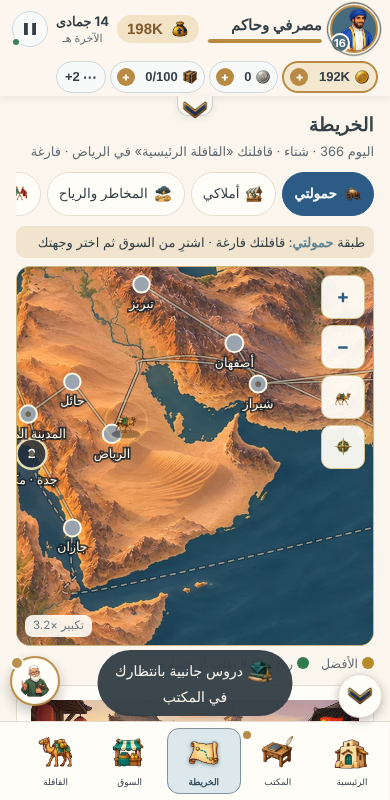 مصرفي وحاكم
16
198K
14 جمادى
الآخرة هـ
192K
0
0/100
+2 ···
الخريطة
اليوم 366 · شتاء · قافلتك «القافلة الرئيسية» في الرياض · فارغة
حمولتي
أملاكي
المخاطر والرياح
طبقة حمولتي: قافلتك فارغة · اشترِ من السوق ثم اختر وجهتك
تبريز
أصفهان
شيراز
حائل
المدينة
الرياض
2
جدة
جازان
تكبير ×3.2
الأفضل
دروس جانبية بانتظارك
في المكتب
الرئيسية
المكتب
الخريطة
السوق
القافلة